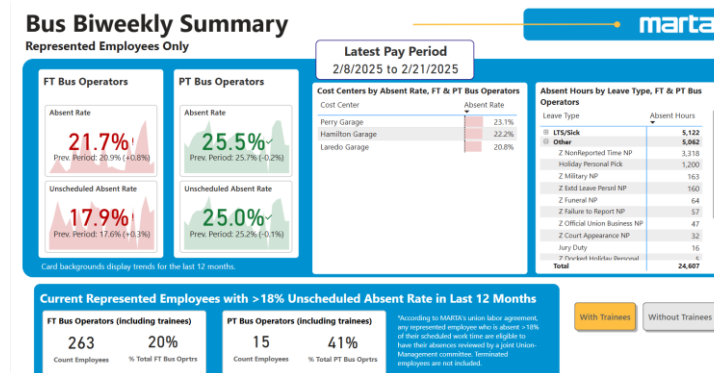 Bus Biweekly Summary
Represented Employees Only
marta
Latest Pay Period
2/8/2025 to 2/21/2025
FT Bus Operators
Absent Rate
21.7%!
Prev. Period: 20.9% (+0.8%)
Unscheduled Absent Rate
17.9%!
Prev. Period: 17.6% (+0.3%)
PT Bus Operators
Absent Rate
25.5%✓
Prev. Period: 25.7% (-0.2%)
Unscheduled Absent Rate
25.0%✓
Prev. Period: 25.2% (-0.1%)
Card backgrounds display trends for the last 12 months.
Cost Centers by Absent Rate, FT & PT Bus Operators
Cost Center Absent Rate
Perry Garage 23.1%
Hamilton Garage 22.2%
Laredo Garage 20.8%
Absent Hours by Leave Type, FT & PT Bus
Operators
Leave Type Absent Hours
LTS/Sick 5,122
Other 5,062
Z NonReported Time NP 3,318
Holiday Personal Pick 1,200
Z Military NP 163
Z Extd Leave Persnl NP 160
Z Funeral NP 64
Z Failure to Report NP 57
Z Official Union Business NP 47
Z Court Appearance NP 32
Jury Duty 16
Z Docked Holiday Personal 5
Total 24,607
Current Represented Employees with >18% Unscheduled Absent Rate in Last 12 Months
FT Bus Operators (including trainees)
263 20%
Count Employees % Total FT Bus Oprtrs
PT Bus Operators (including trainees)
15 41%
Count Employees % Total PT Bus Oprtrs
*According to MARTA's union labor agreement,
any represented employee who is absent >18%
of their scheduled work time are eligible to
have their absences reviewed by a joint Union-
Management committee. Terminated
employees are not included.
With Trainees
Without Trainees